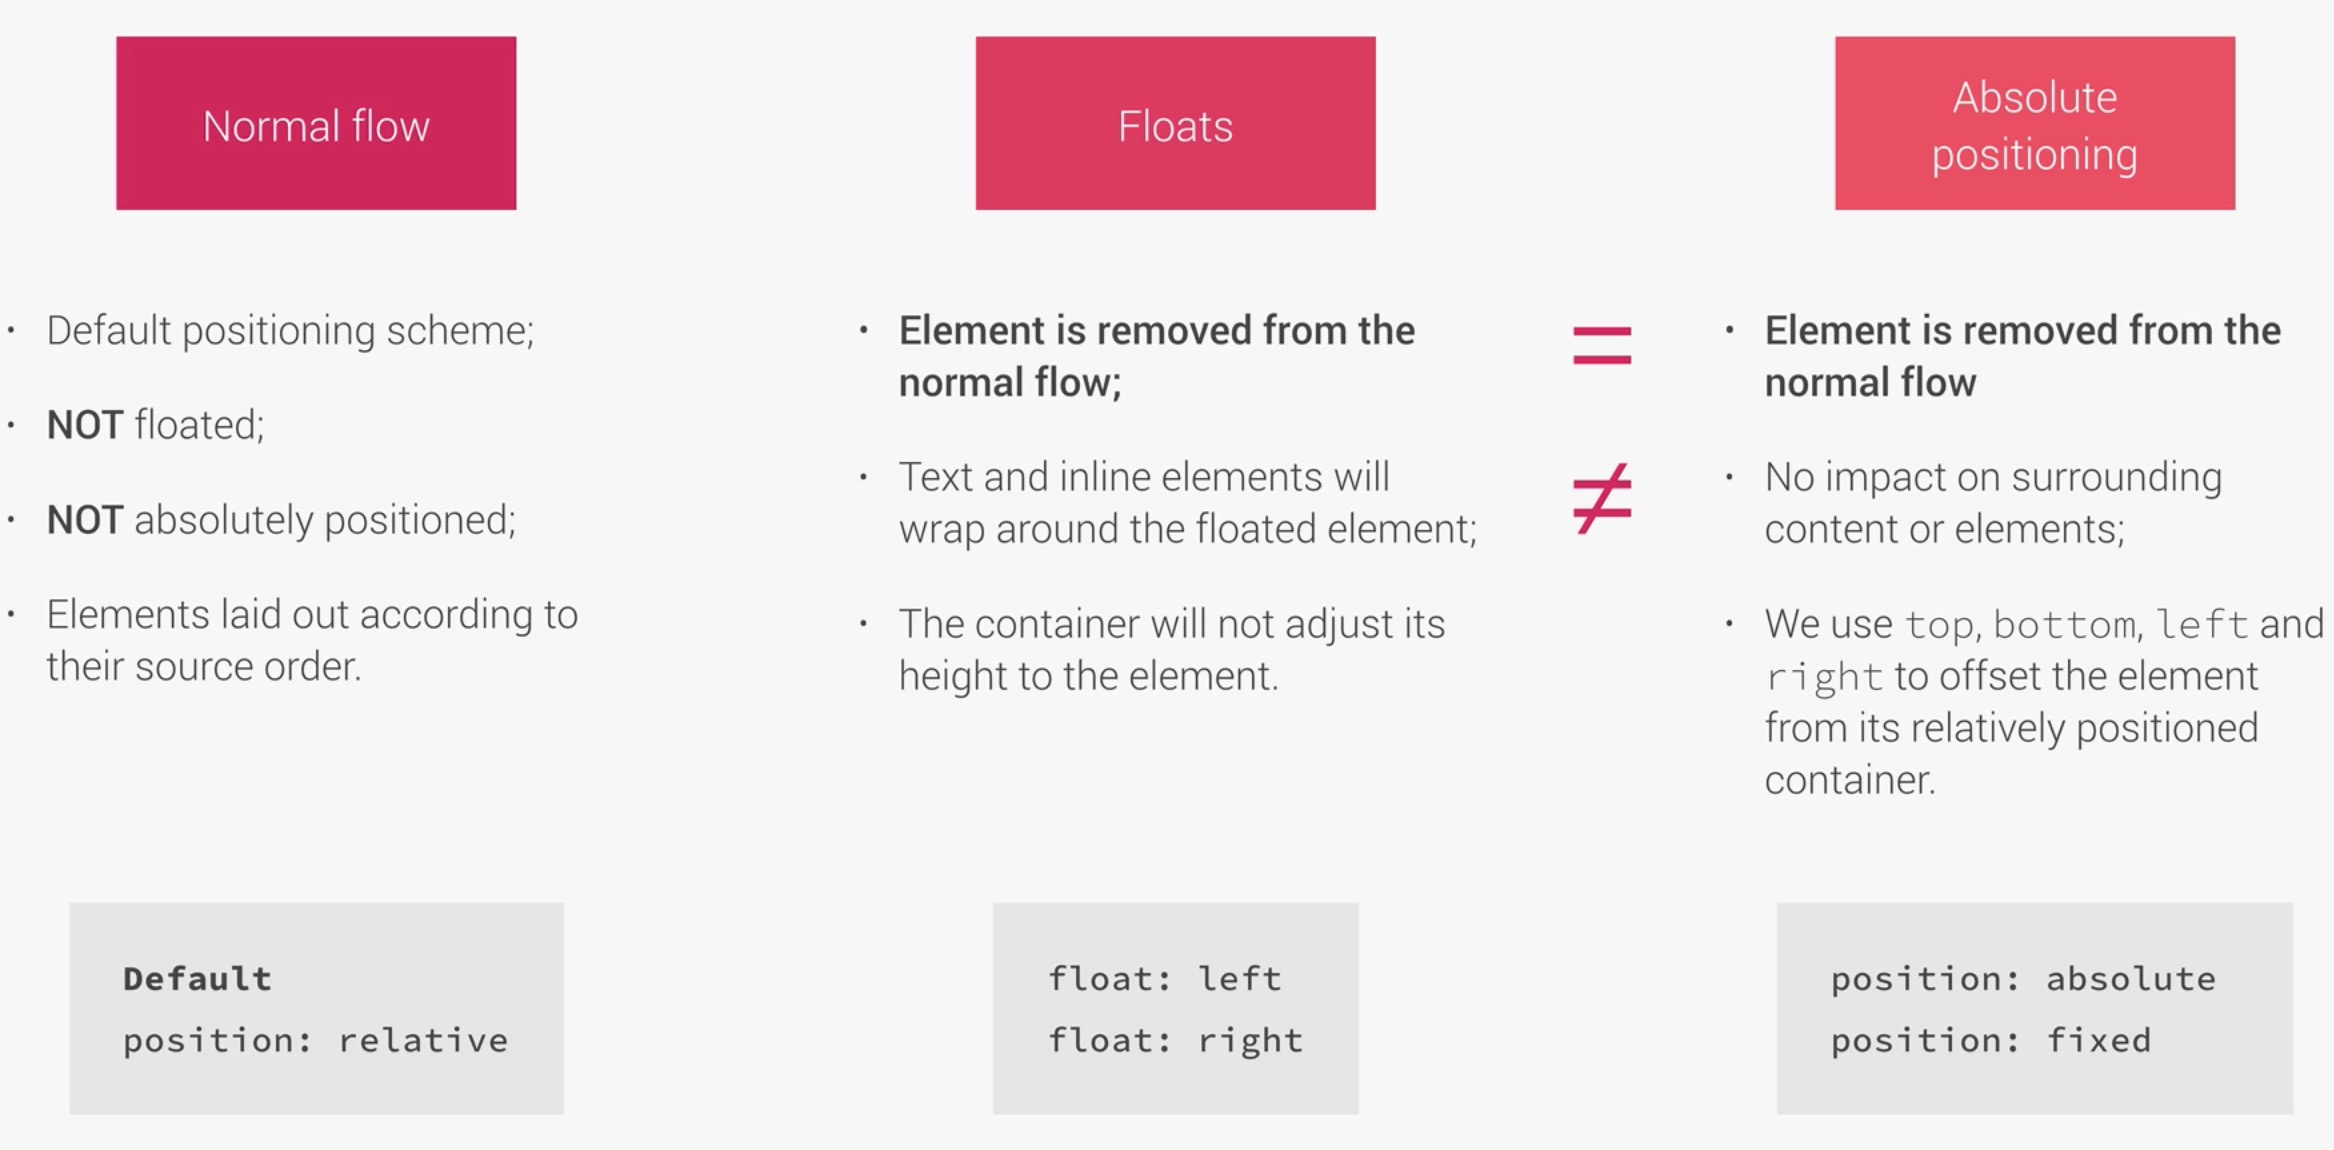 Normal flow
• Default positioning scheme;
• NOT floated;
• NOT absolutely positioned;
• Elements laid out according to
their source order.
Default
position: relative
Floats
• Element is removed from the
normal flow;
• Text and inline elements will
wrap around the floated element;
• The container will not adjust its
height to the element.
float: left
float: right
=
≠
Absolute
positioning
• Element is removed from the
normal flow
• No impact on surrounding
content or elements;
• We use top, bottom, left and
right to offset the element
from its relatively positioned
container.
position: absolute
position: fixed